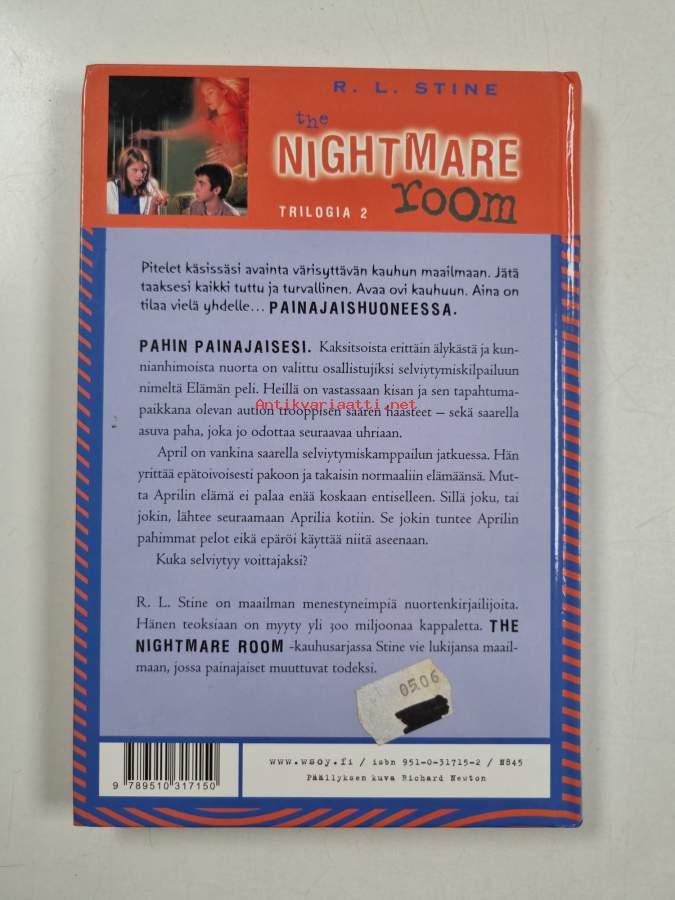 R. L. STINE
the
NIGHTMARE
room
TRILOGIA 2
Pitelet käsissäsi avainta värisyttävän kauhun maailmaan. Jätä
taaksesi kaikki tuttu ja turvallinen. Avaa ovi kauhuun. Aina on
tilaa vielä yhdelle... PAINAJAISHUONEESSA.
PAHIN PAINAJAISESI. Kaksitsoista erittäin älykästä ja kun-
nianhimoista nuorta on valittu osallistujiksi selviytymiskilpailuun
nimeltä Elämän peli. Heillä on vastassaan kisan ja sen tapahtuma-
paikkana olevan aution trooppisen saaren haasteet – sekä saarella
Antikvariaatti.net
asuva paha, joka jo odottaa seuraavaa uhriaan.
April on vankina saarella selviytymiskamppailun jatkuessa. Hän
yrittää epätoivoisesti pakoon ja takaisin normaaliin elämäänsä. Mut-
ta Aprilin elämä ei palaa enää koskaan entiselleen. Sillä joku, tai
jokin, lähtee seuraamaan Aprilia kotiin. Se jokin tuntee Aprilin
pahimmat pelot eikä epäröi käyttää niitä aseenaan.
Kuka selviytyy voittajaksi?
R. L. Stine on maailman menestyneimpiä nuortenkirjailijoita.
Hänen teoksiaan on myyty yli 300 miljoonaa kappaletta. THE
NIGHTMARE ROOM -kauhusarjassa Stine vie lukijansa maail-
maan, jossa painajaiset muuttuvat todeksi.
0506
www.wsoy.fi / isbn 951-0-31715-2 / N845
Päällyksen kuva Richard Newton
9 789510 317150